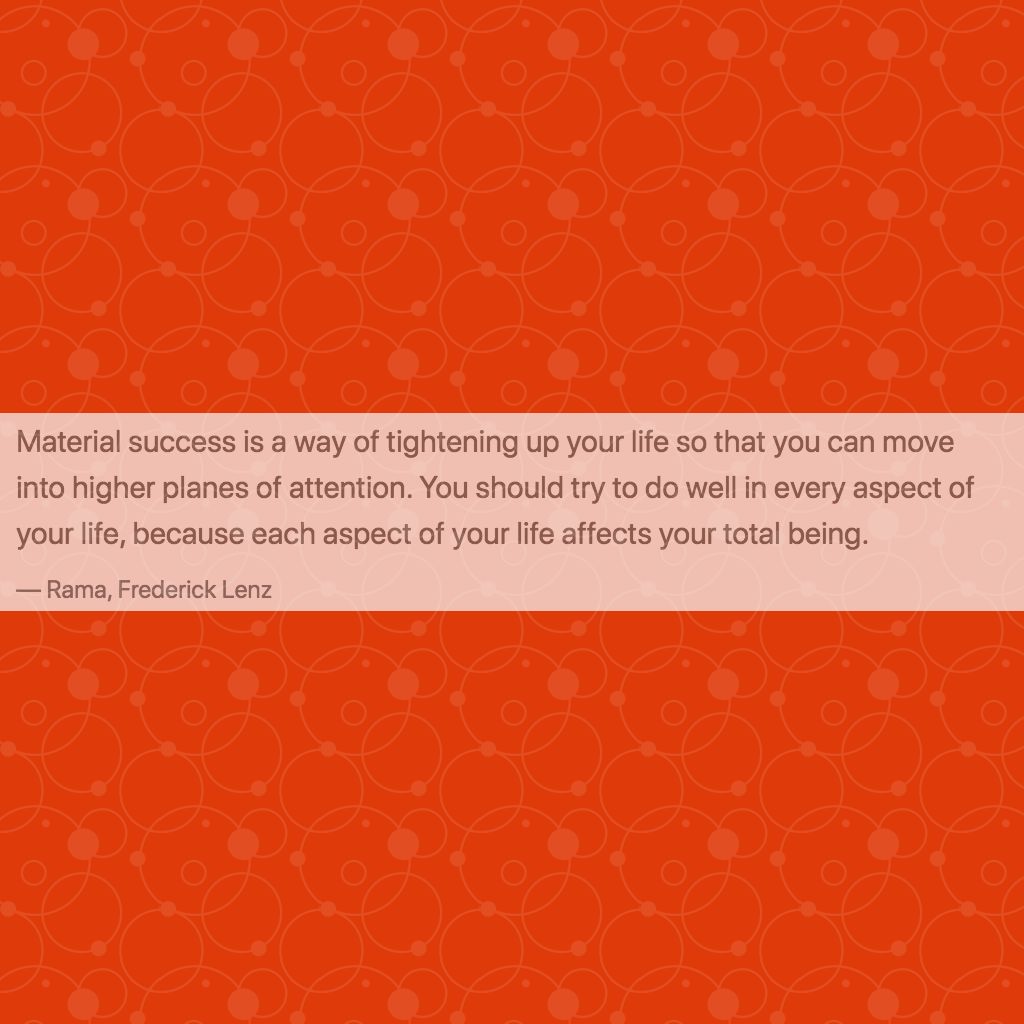 Material success is a way of tightening up your life so that you can move
into higher planes of attention. You should try to do well in every aspect of
your life, because each aspect of your life affects your total being.
— Rama, Frederick Lenz